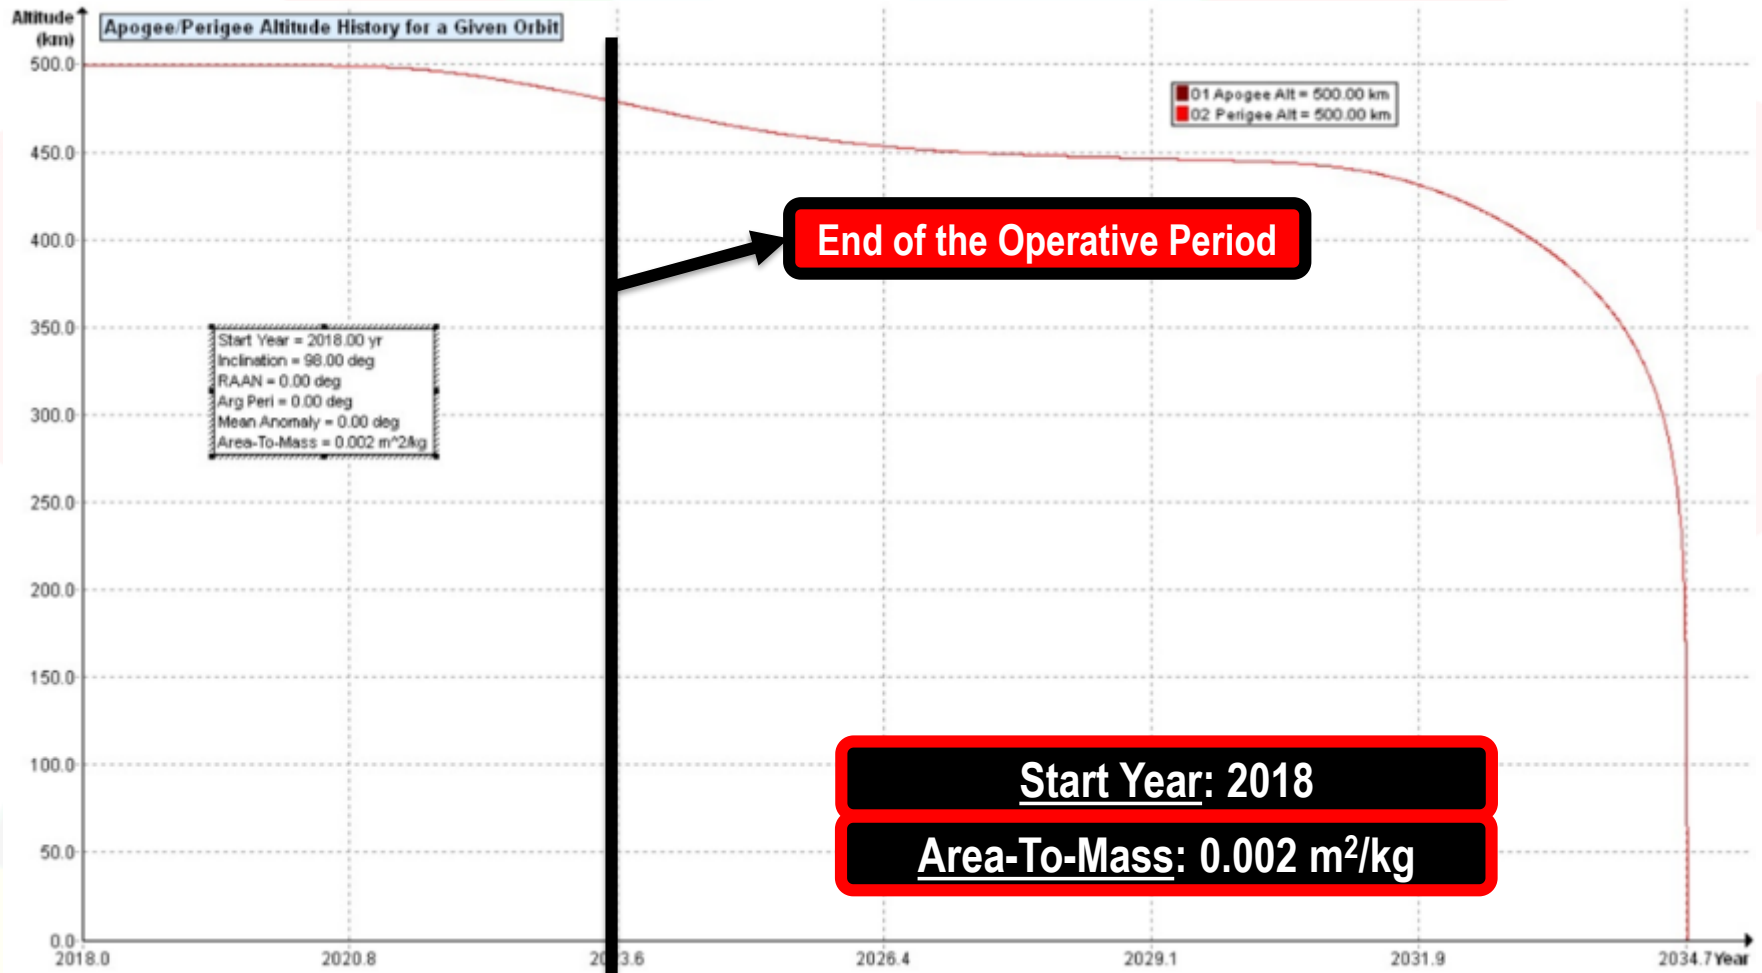 Altitude
(km)
Apogee/Perigee Altitude History for a Given Orbit
500.0
01 Apogee Alt = 500.00 km
02 Perigee Alt = 500.00 km
450.0
End of the Operative Period
400.0
350.0
Start Year = 2018.00 yr
Inclination = 98.00 deg
RAAN = 0.00 deg
Arg Peri = 0.00 deg
Mean Anomaly = 0.00 deg
Area-To-Mass = 0.002 m^2/kg
300.0
250.0
200.0
150.0
100.0
Start Year: 2018
Area-To-Mass: 0.002 m²/kg
50.0
0.0
2018.0 2020.8 2026.4 2029.1 2031.9 2034.7 Year